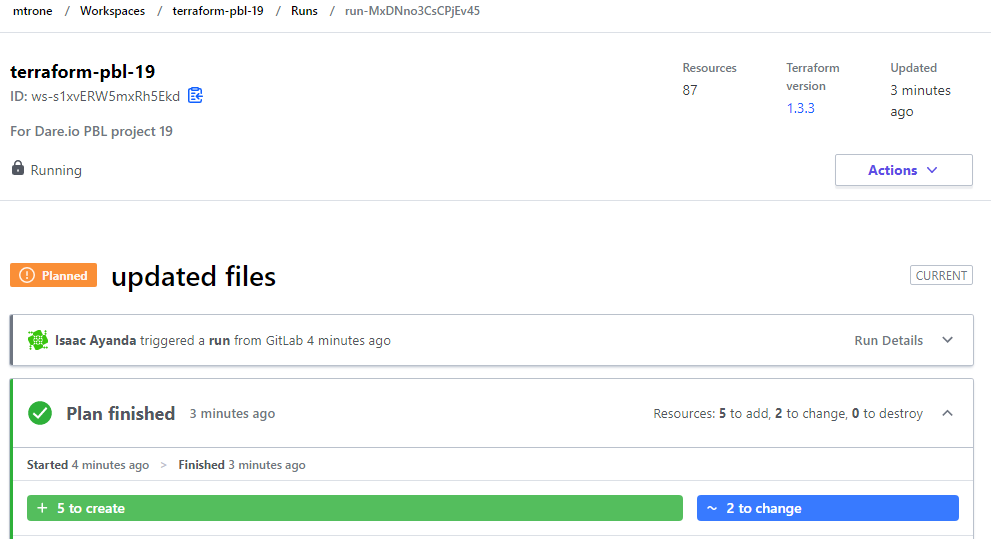 mtrone / Workspaces / terraform-pbl-19 / Runs / run-MxDNno3CsCPjEv45
terraform-pbl-19
ID: ws-s1xvERW5mxRh5Ekd
For Dare.io PBL project 19
Running
Resources
87
Terraform
version
1.3.3
Updated
3 minutes
ago
Actions
Planned updated files
CURRENT
Isaac Ayanda triggered a run from GitLab 4 minutes ago
Run Details
Plan finished 3 minutes ago
Resources: 5 to add, 2 to change, 0 to destroy
Started 4 minutes ago > Finished 3 minutes ago
+ 5 to create
~ 2 to change